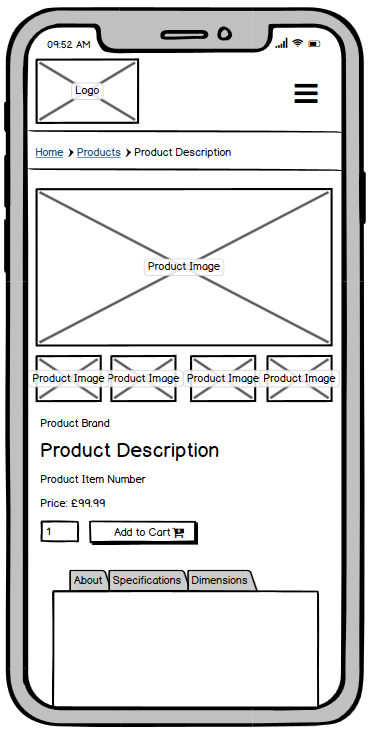 09:52 AM
Logo
Home Products Product Description
Product Image
Product Image Product Image Product Image Product Image
Product Brand
Product Description
Product Item Number
Price: £99.99
1 Add to Cart
About Specifications Dimensions